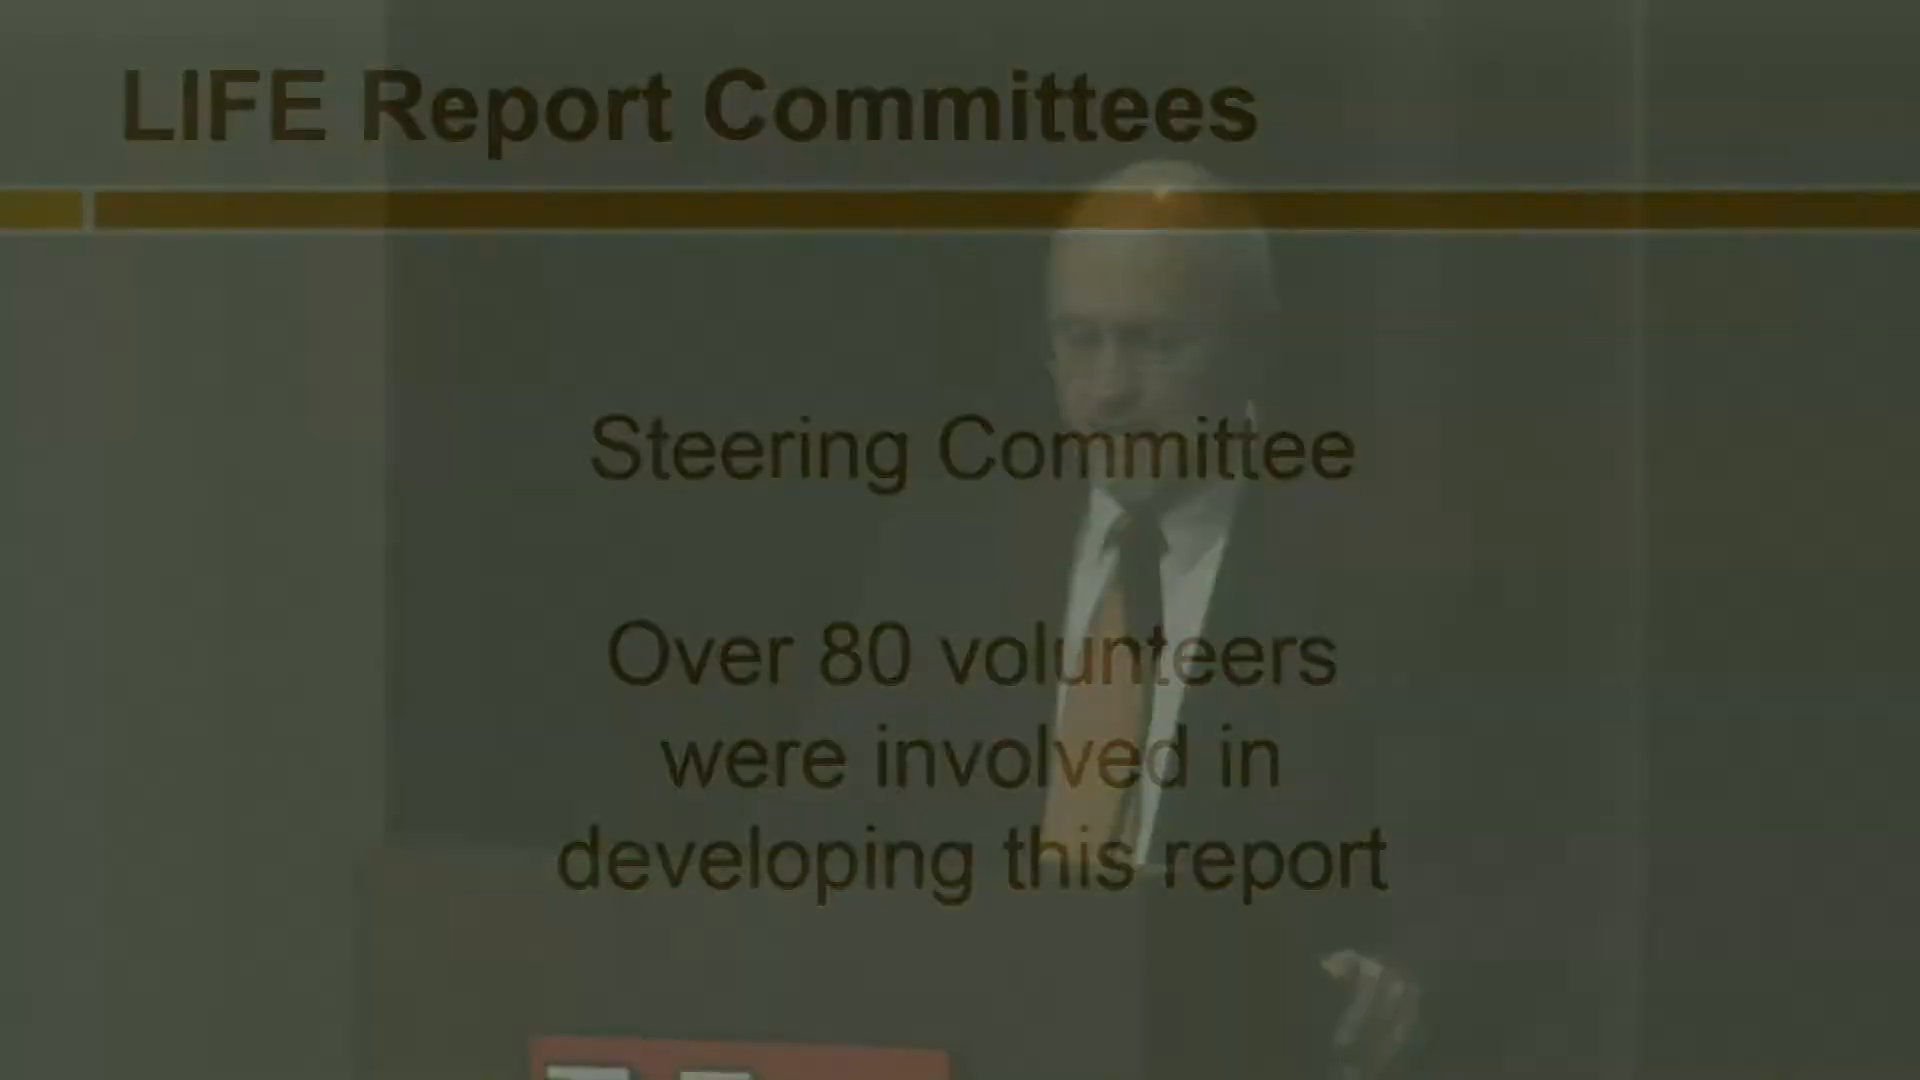 LIFE Report Committees
Steering Committee
Over 80 volunteers
were involved in
developing this report